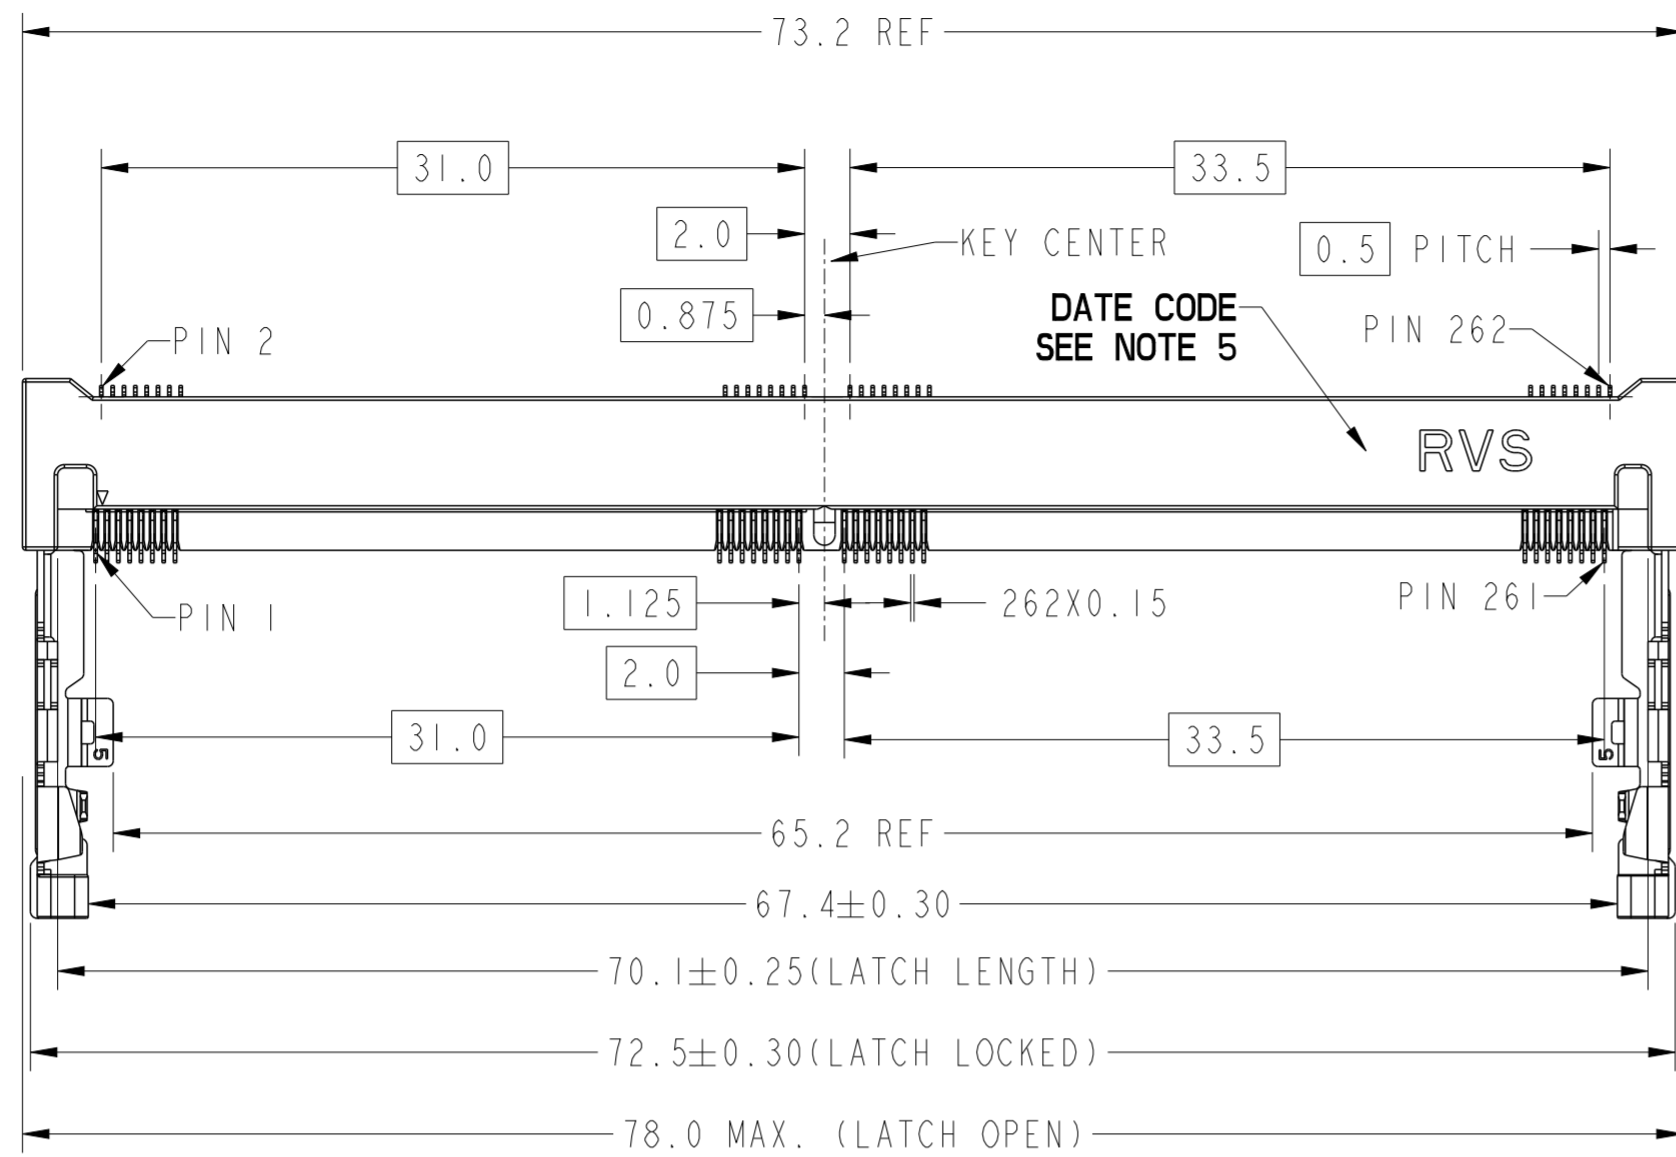 73.2 REF
31.0
33.5
2.0
KEY CENTER
0.5 PITCH
0.875
DATE CODE
SEE NOTE 5
PIN 2
PIN 262
RVS
1.125
262X0.15
PIN 261
PIN 1
2.0
31.0
33.5
5
5
65.2 REF
67.4±0.30
70.1±0.25(LATCH LENGTH)
72.5±0.30(LATCH LOCKED)
78.0 MAX. (LATCH OPEN)